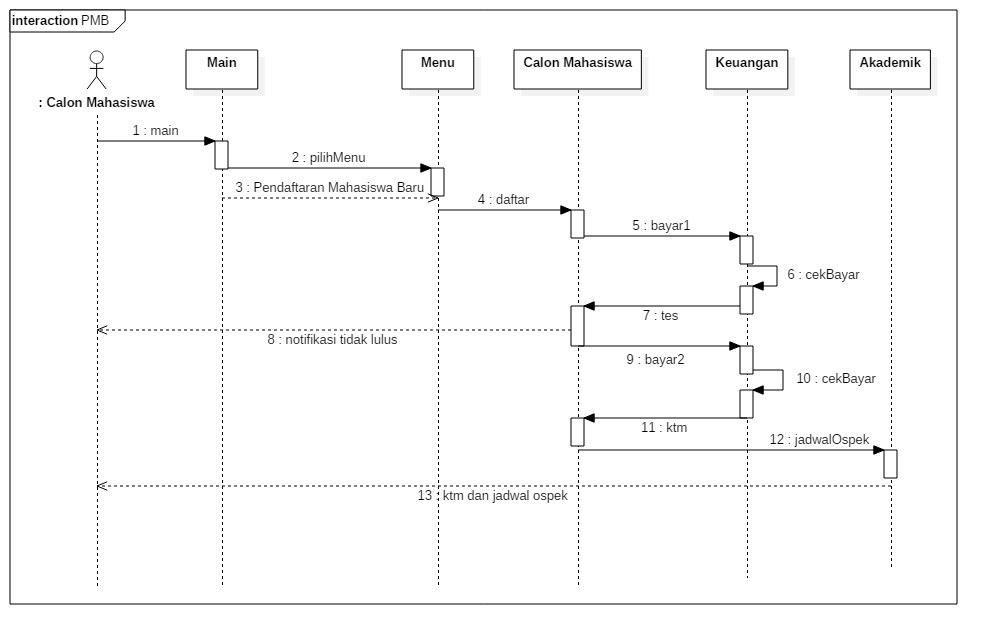 interaction PMB
: Calon Mahasiswa
Main
Menu
Calon Mahasiswa
Keuangan
Akademik
1 : main
2 : pilihMenu
3 : Pendaftaran Mahasiswa Baru
4 : daftar
5 : bayar1
6 : cekBayar
7 : tes
8 : notifikasi tidak lulus
9 : bayar2
10 : cekBayar
11 : ktm
12 : jadwalOspek
13 : ktm dan jadwal ospek